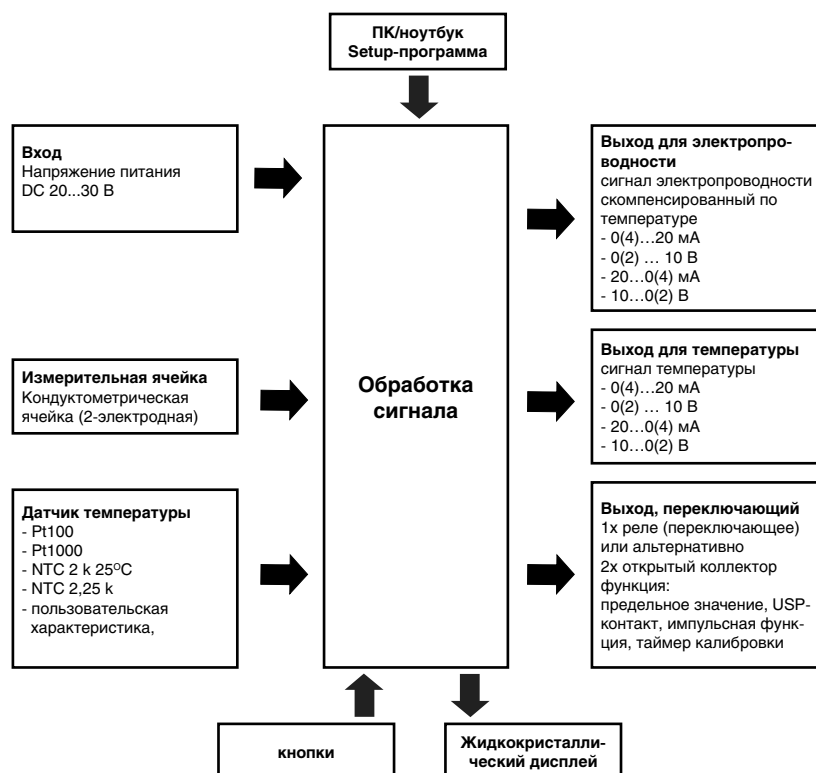 ПК/ноутбук
Setup-программа
Вход
Напряжение питания
DC 20...30 В
Измерительная ячейка
Кондуктометрическая
ячейка (2-электродная)
Датчик температуры
- Pt100
- Pt1000
- NTC 2 k 25ºC
- NTC 2,25 k
- пользовательская
характеристика,
Обработка
сигнала
Выход для электропро-
водности
сигнал электропроводности
скомпенсированный по
температуре
- 0(4)…20 мА
- 0(2) … 10 В
- 20…0(4) мА
- 10…0(2) В
Выход для температуры
сигнал температуры
- 0(4)…20 мА
- 0(2) … 10 В
- 20…0(4) мА
- 10…0(2) В
Выход, переключающий
1x реле (переключающее)
или альтернативно
2x открытый коллектор
функция:
предельное значение, USP-
контакт, импульсная функ-
ция, таймер калибровки
кнопки
Жидкокристалли-
ческий дисплей